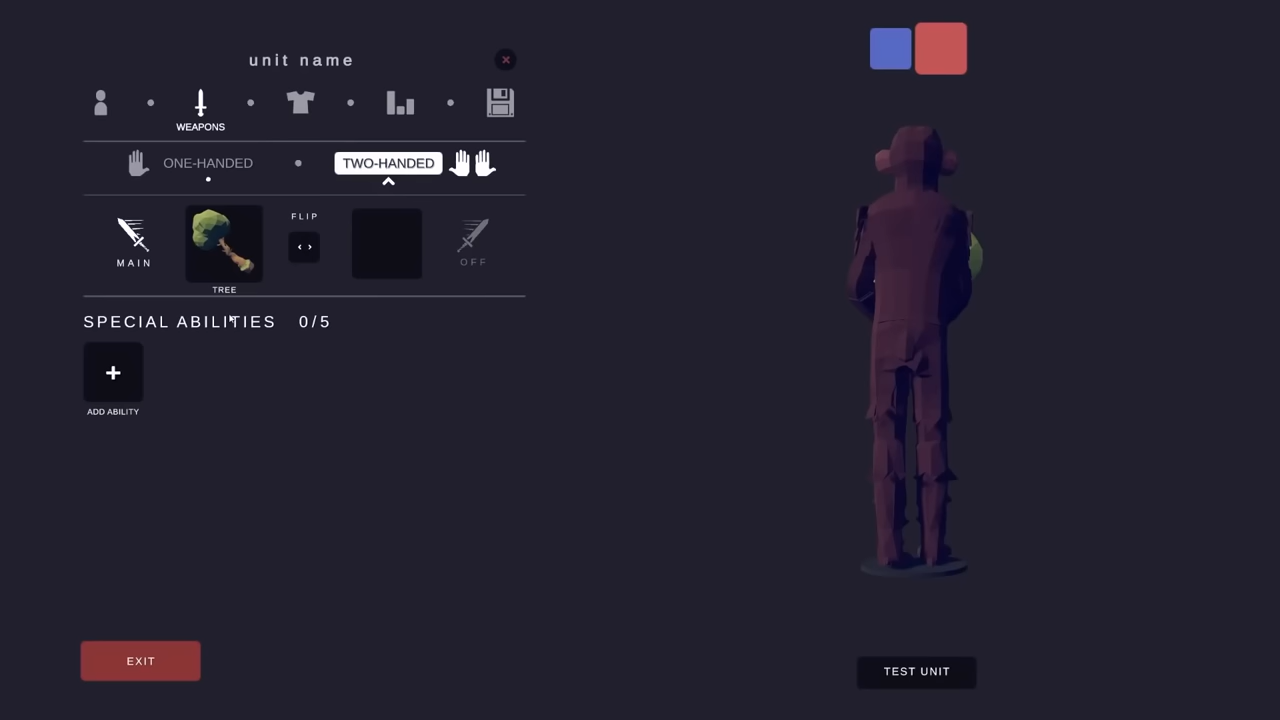 unit name
WEAPONS
ONE-HANDED
TWO-HANDED
FLIP
MAIN
OFF
TREE
SPECIAL ABILITIES 0/5
+
ADD ABILITY
EXIT
TEST UNIT